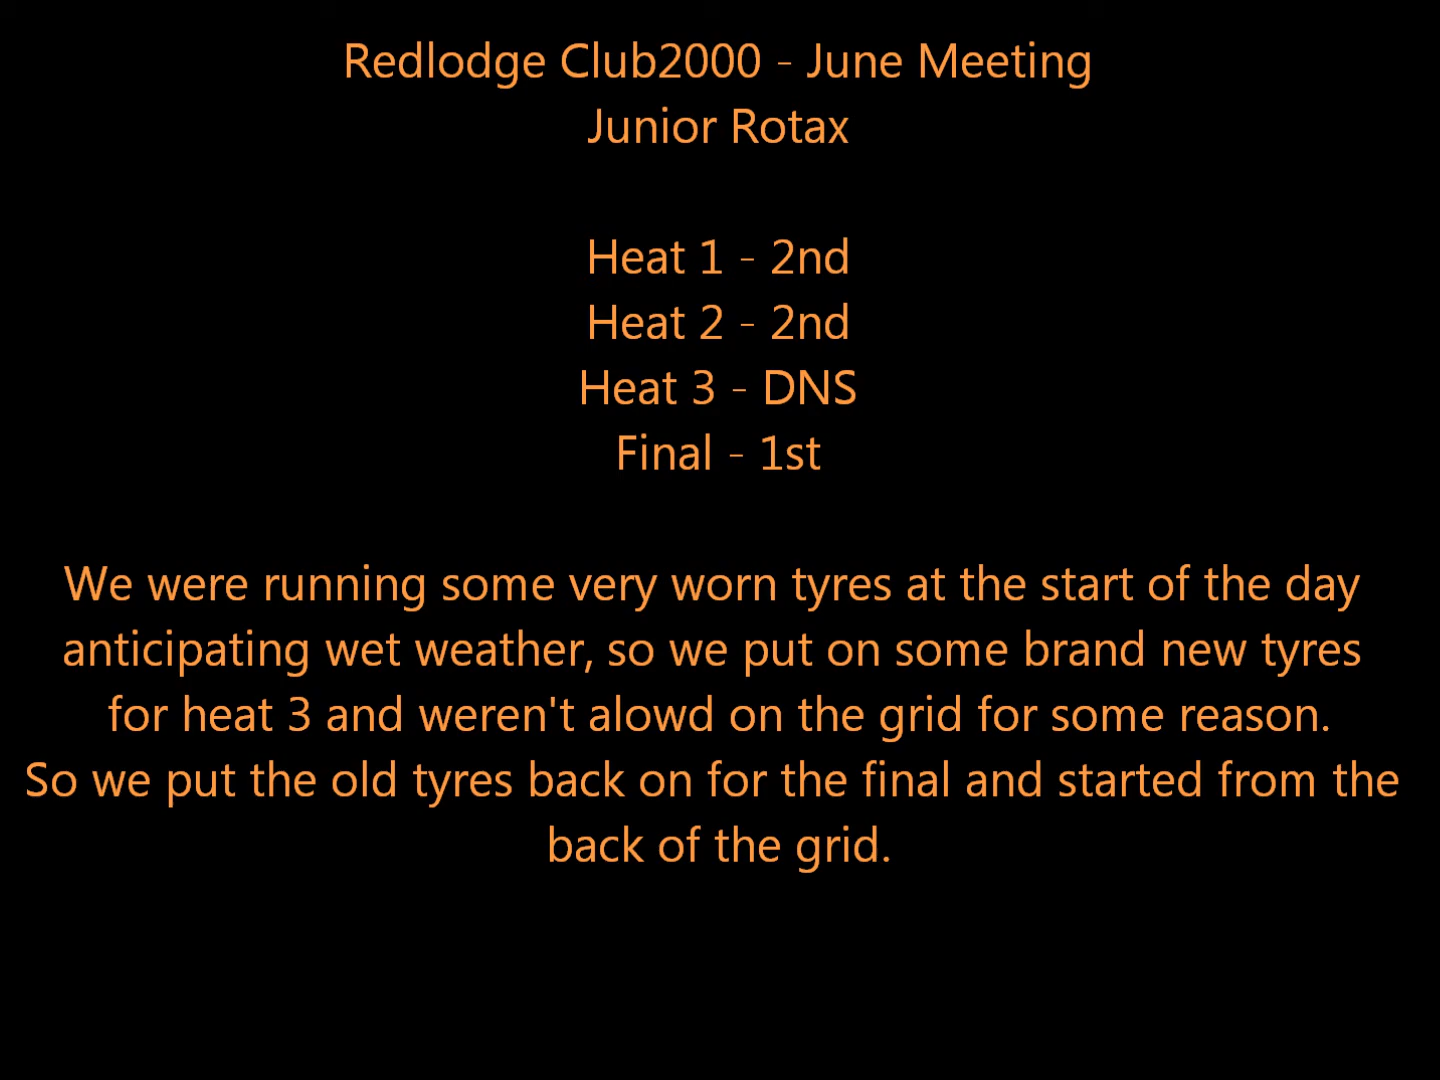 Redlodge Club2000 - June Meeting
Junior Rotax
Heat 1 - 2nd
Heat 2 - 2nd
Heat 3 - DNS
Final - 1st
We were running some very worn tyres at the start of the day
anticipating wet weather, so we put on some brand new tyres
for heat 3 and weren't alowd on the grid for some reason.
So we put the old tyres back on for the final and started from the
back of the grid.